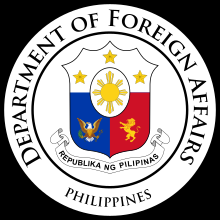 DEPARTMENT OF FOREIGN AFFAIRS
REPUBLIKA NG PILIPINAS
PHILIPPINES